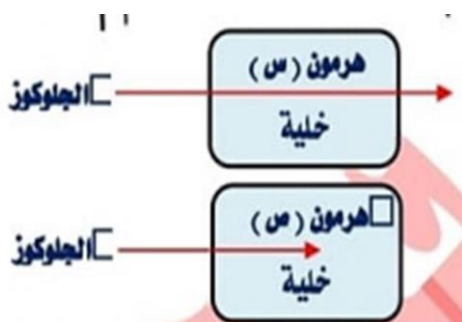 هرمون (س)
الجلوكوز
خلية
هرمون (ص)
الجلوكوز
خلية